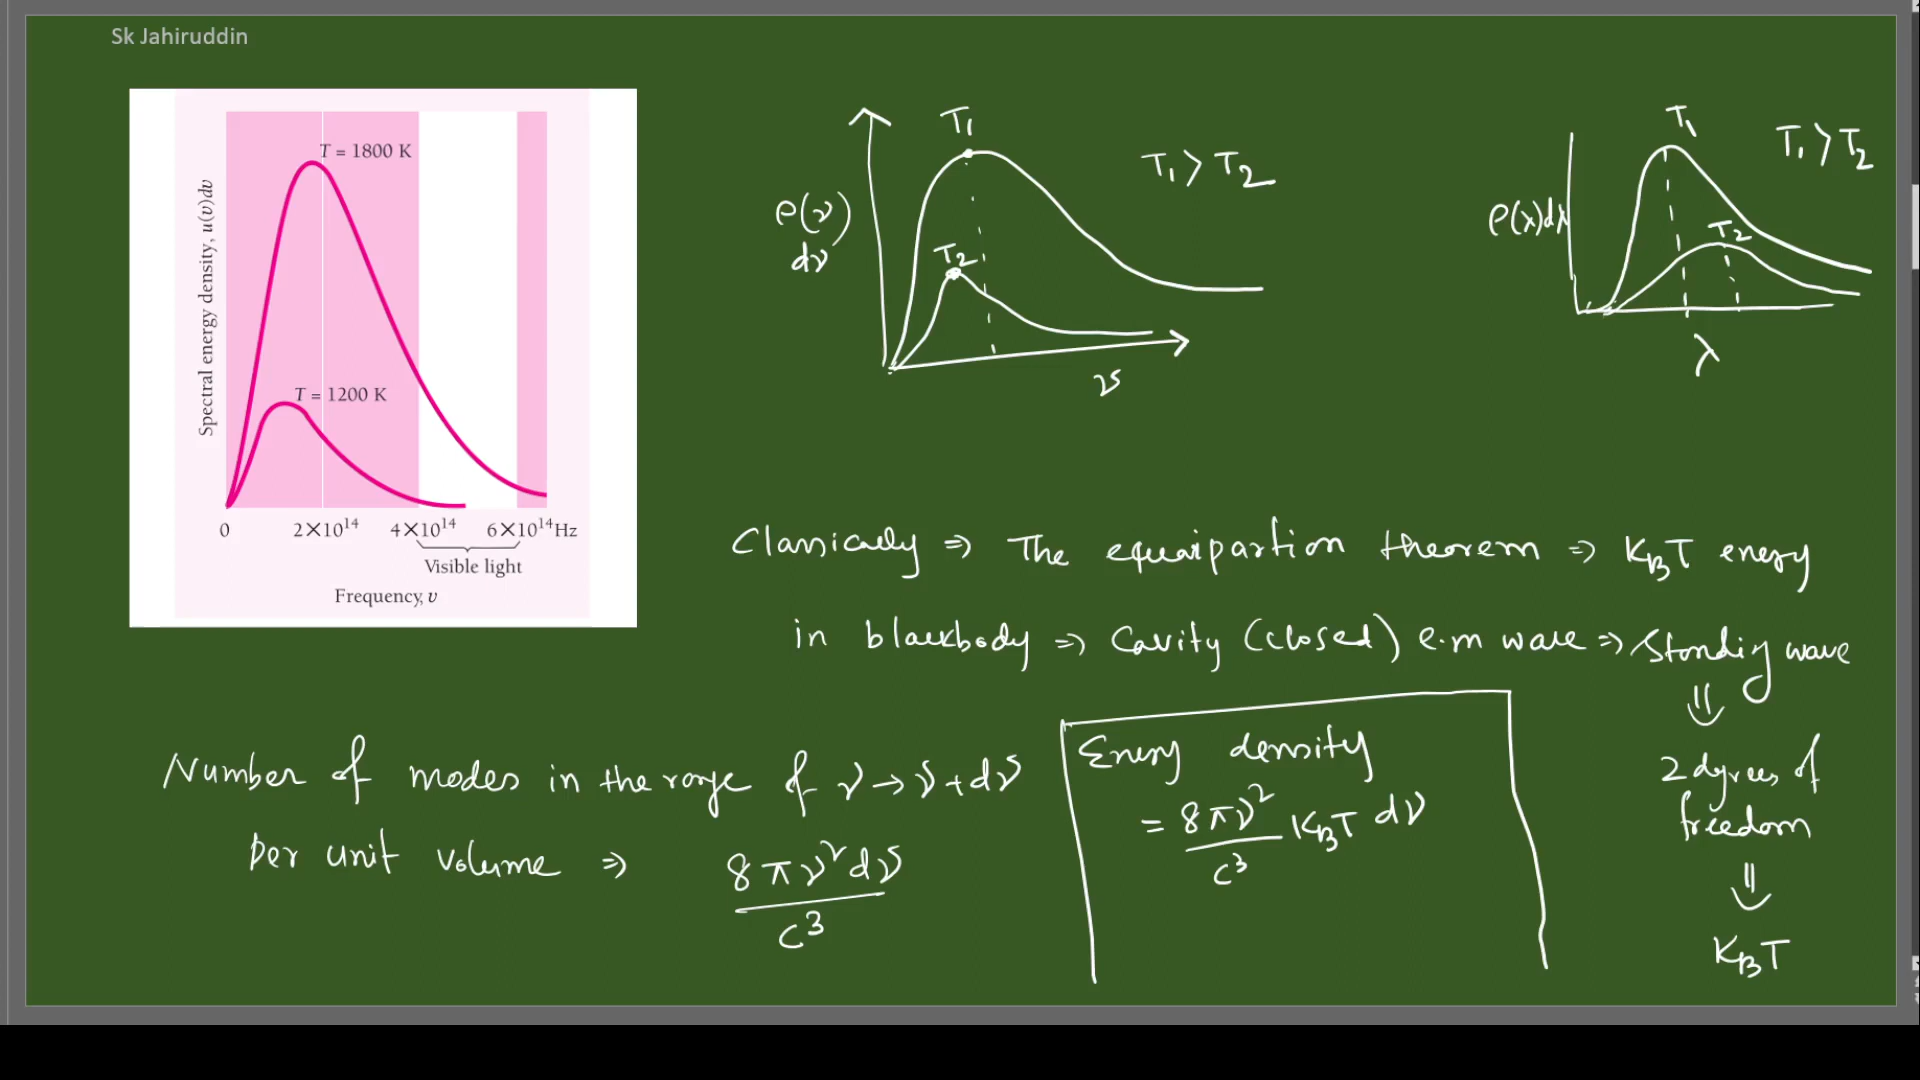 Sk Jahiruddin
T = 1800 K
T = 1200 K
Spectral energy density, u(υ)dυ
0 2×10¹⁴ 4×10¹⁴ 6×10¹⁴Hz
Visible light
Frequency, υ
T₁
T₁ > T₂
ρ(ν)
dν
T₂
ν
T₁
T₁ > T₂
ρ(λ)dλ
T₂
λ
Classically ⇒ The equipartion theorem ⇒ K_BT energy
in blackbody ⇒ Cavity (closed) e.m wave ⇒ Standing wave
⇓
2 degrees of
freedom
⇓
K_BT
Number of modes in the range of ν → ν + dν
per unit volume ⇒ 8πν²dν / c³
Energy density
= 8πν² / c³ K_BT dν